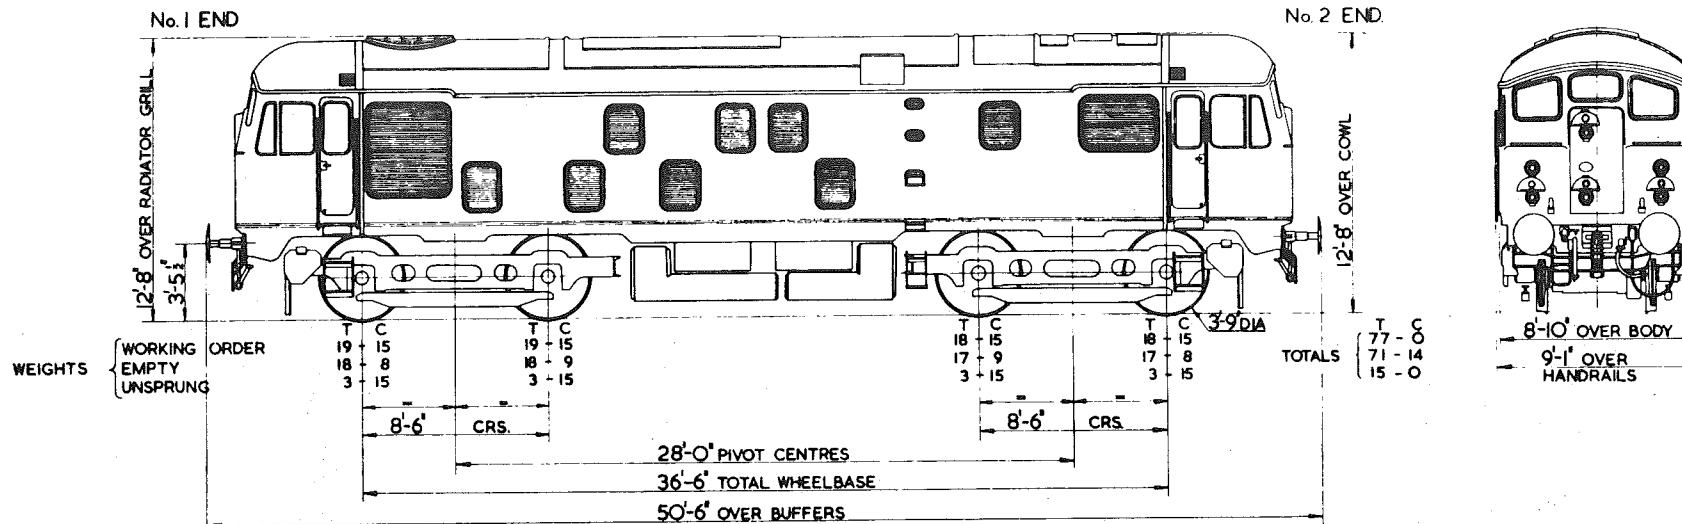 No. 1 END
No. 2 END.
12'-8" OVER RADIATOR GRILL
3'-5½"
12'-8" OVER COWL
3'-9" DIA
WEIGHTS
WORKING ORDER
EMPTY
UNSPRUNG
T C
19 - 15
18 - 8
3 - 15
T C
19 - 15
18 - 9
3 - 15
T C
18 - 15
17 - 9
3 - 15
T C
18 - 15
17 - 8
3 - 15
TOTALS
T C
77 - 0
71 - 14
15 - 0
8'-10" OVER BODY
9'-1" OVER
HANDRAILS
8'-6" CRS.
8'-6" CRS.
28'-0" PIVOT CENTRES
36'-6" TOTAL WHEELBASE
50'-6" OVER BUFFERS